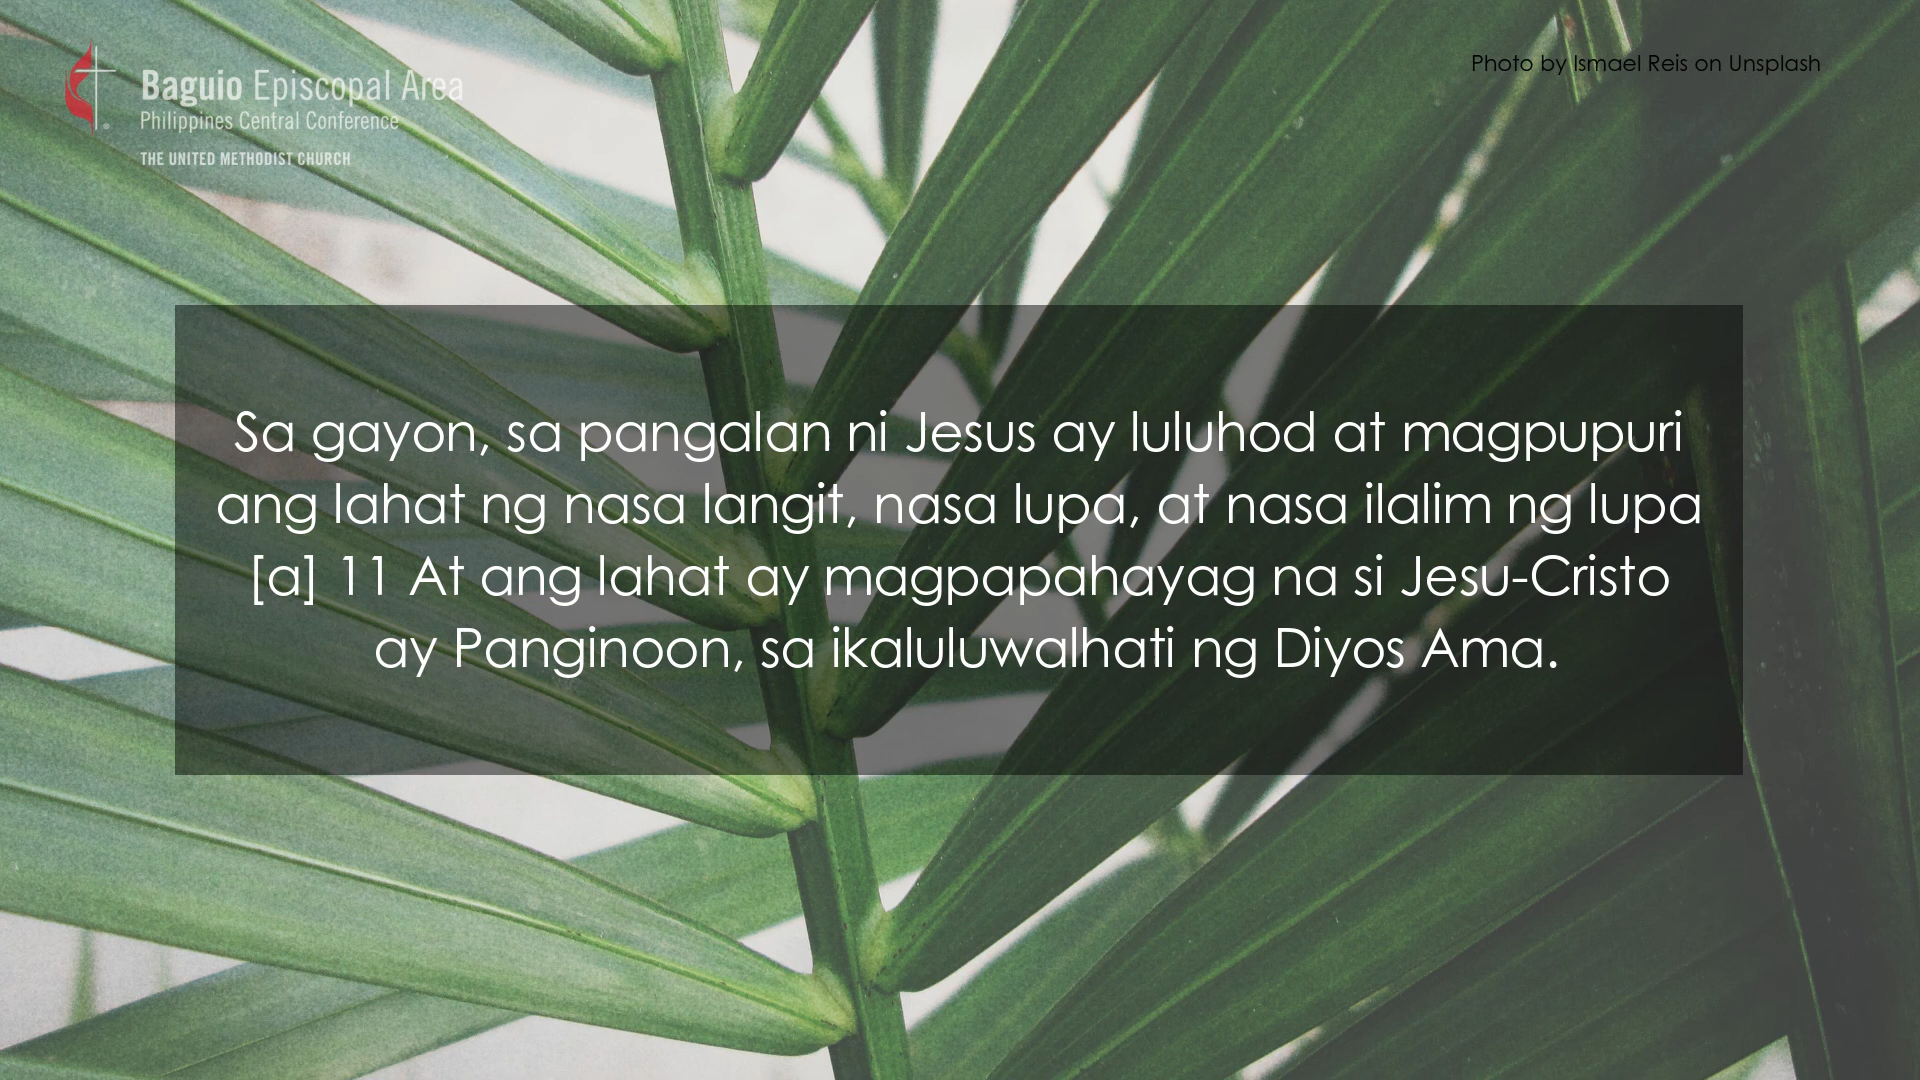 Baguio Episcopal Area
Philippines Central Conference
THE UNITED METHODIST CHURCH
Photo by Ismael Reis on Unsplash
Sa gayon, sa pangalan ni Jesus ay luluhod at magpupuri
ang lahat ng nasa langit, nasa lupa, at nasa ilalim ng lupa
[a] 11 At ang lahat ay magpapahayag na si Jesu-Cristo
ay Panginoon, sa ikaluluwalhati ng Diyos Ama.